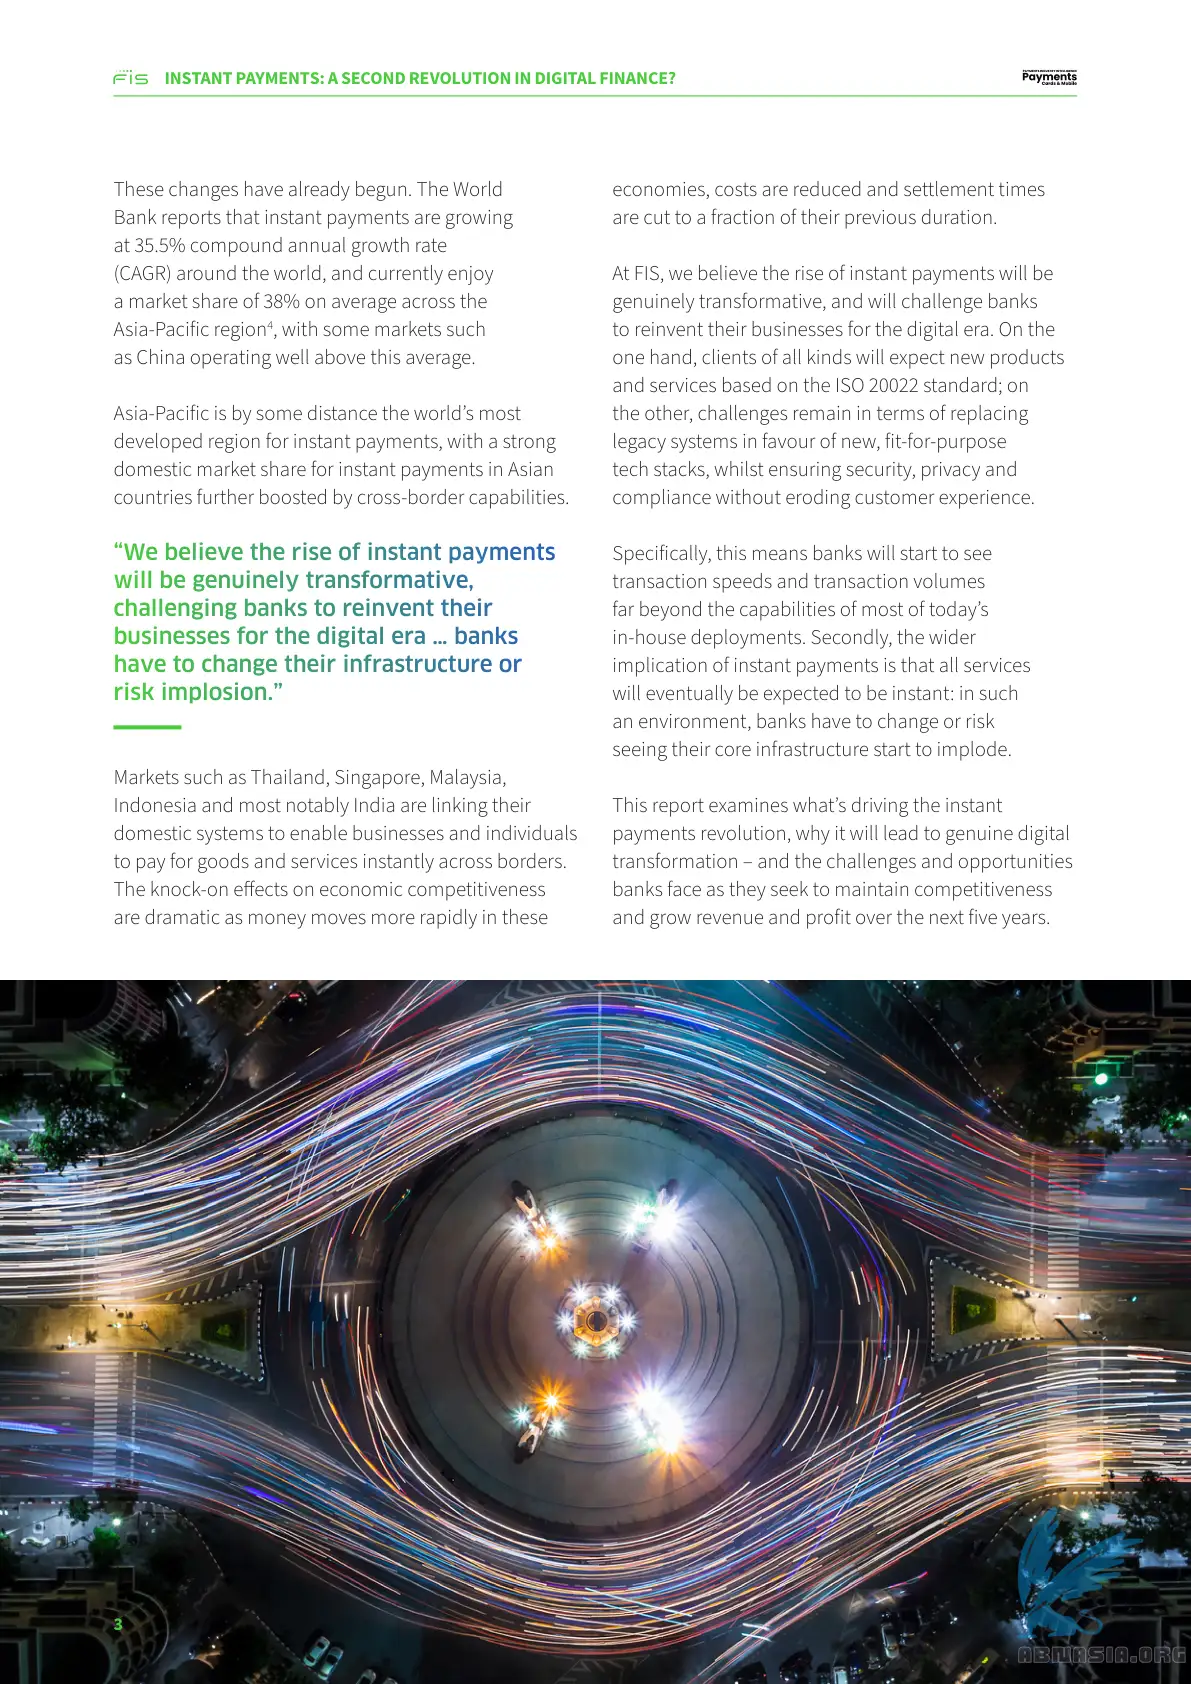 FIS
INSTANT PAYMENTS: A SECOND REVOLUTION IN DIGITAL FINANCE?
Payments
Cards & Mobile
These changes have already begun. The World
Bank reports that instant payments are growing
at 35.5% compound annual growth rate
(CAGR) around the world, and currently enjoy
a market share of 38% on average across the
Asia-Pacific region⁴, with some markets such
as China operating well above this average.
Asia-Pacific is by some distance the world’s most
developed region for instant payments, with a strong
domestic market share for instant payments in Asian
countries further boosted by cross-border capabilities.
“We believe the rise of instant payments
will be genuinely transformative,
challenging banks to reinvent their
businesses for the digital era ... banks
have to change their infrastructure or
risk implosion.”
Markets such as Thailand, Singapore, Malaysia,
Indonesia and most notably India are linking their
domestic systems to enable businesses and individuals
to pay for goods and services instantly across borders.
The knock-on effects on economic competitiveness
are dramatic as money moves more rapidly in these
economies, costs are reduced and settlement times
are cut to a fraction of their previous duration.
At FIS, we believe the rise of instant payments will be
genuinely transformative, and will challenge banks
to reinvent their businesses for the digital era. On the
one hand, clients of all kinds will expect new products
and services based on the ISO 20022 standard; on
the other, challenges remain in terms of replacing
legacy systems in favour of new, fit-for-purpose
tech stacks, whilst ensuring security, privacy and
compliance without eroding customer experience.
Specifically, this means banks will start to see
transaction speeds and transaction volumes
far beyond the capabilities of most of today’s
in-house deployments. Secondly, the wider
implication of instant payments is that all services
will eventually be expected to be instant: in such
an environment, banks have to change or risk
seeing their core infrastructure start to implode.
This report examines what’s driving the instant
payments revolution, why it will lead to genuine digital
transformation – and the challenges and opportunities
banks face as they seek to maintain competitiveness
and grow revenue and profit over the next five years.
3
ABNASIA.ORG